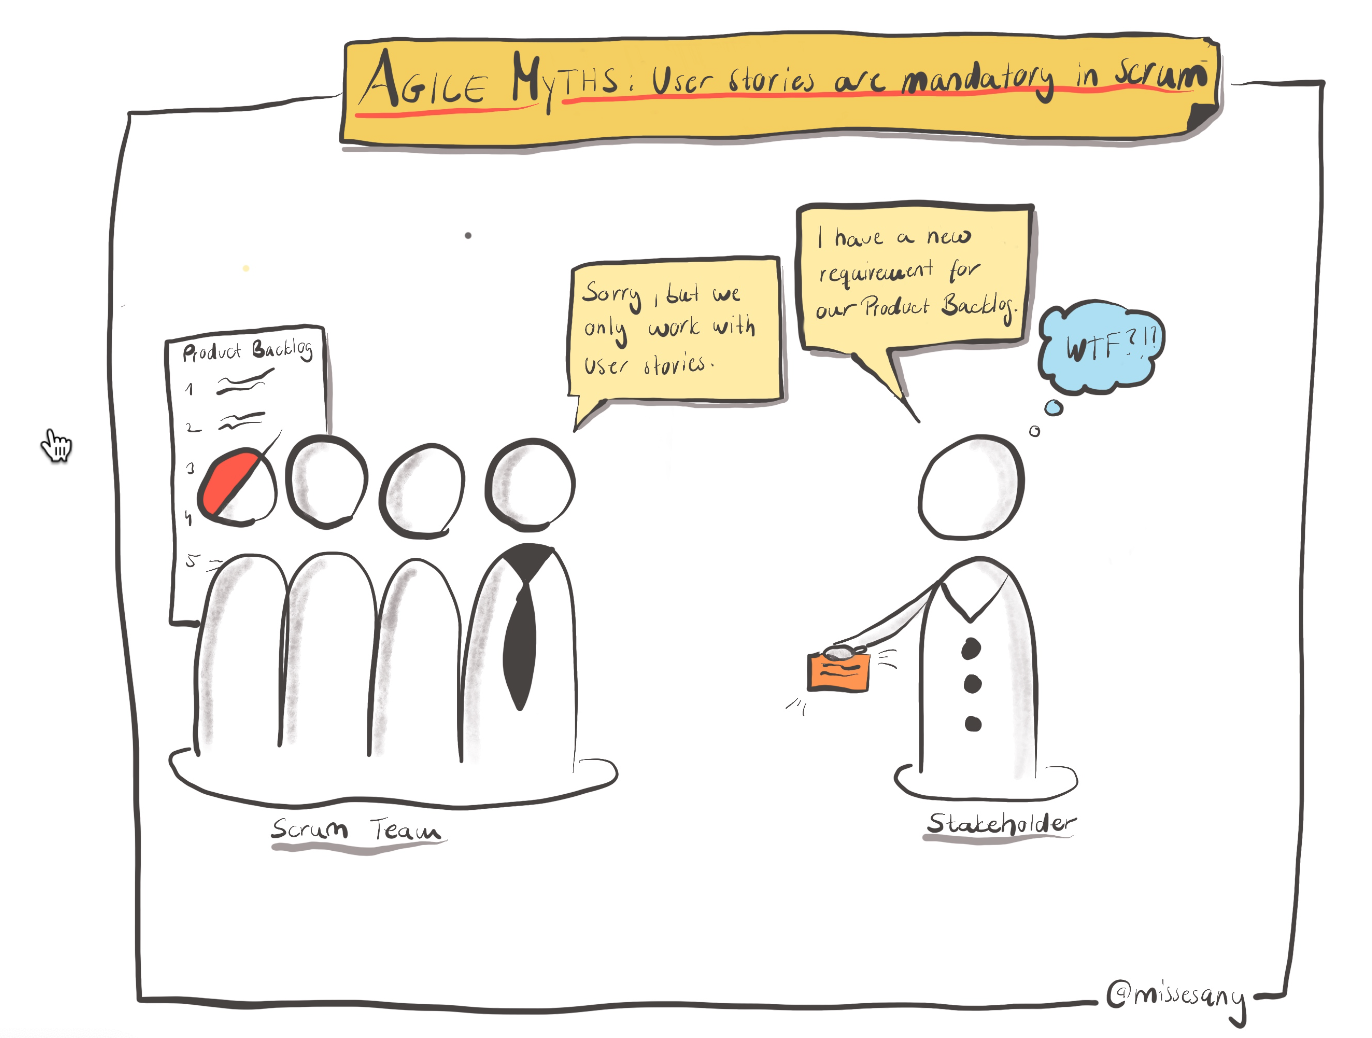 AGILE MYTHS: User stories are mandatory in Scrum
I have a new
requirement for
our Product Backlog.
Sorry, but we
only work with
user stories.
WTF?!?
Product Backlog
1
2
3
4
5
Scrum Team
Stakeholder
@missesany